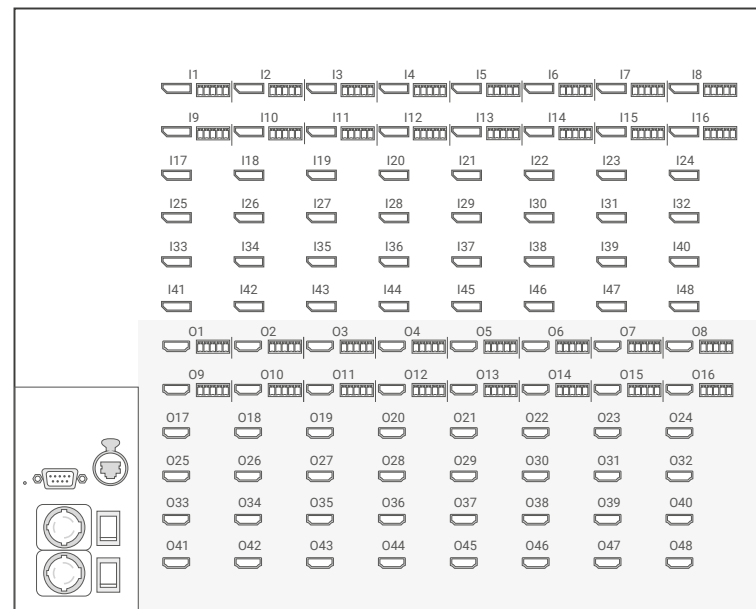 I1 I2 I3 I4 I5 I6 I7 I8
I9 I10 I11 I12 I13 I14 I15 I16
I17 I18 I19 I20 I21 I22 I23 I24
I25 I26 I27 I28 I29 I30 I31 I32
I33 I34 I35 I36 I37 I38 I39 I40
I41 I42 I43 I44 I45 I46 I47 I48
O1 O2 O3 O4 O5 O6 O7 O8
O9 O10 O11 O12 O13 O14 O15 O16
O17 O18 O19 O20 O21 O22 O23 O24
O25 O26 O27 O28 O29 O30 O31 O32
O33 O34 O35 O36 O37 O38 O39 O40
O41 O42 O43 O44 O45 O46 O47 O48